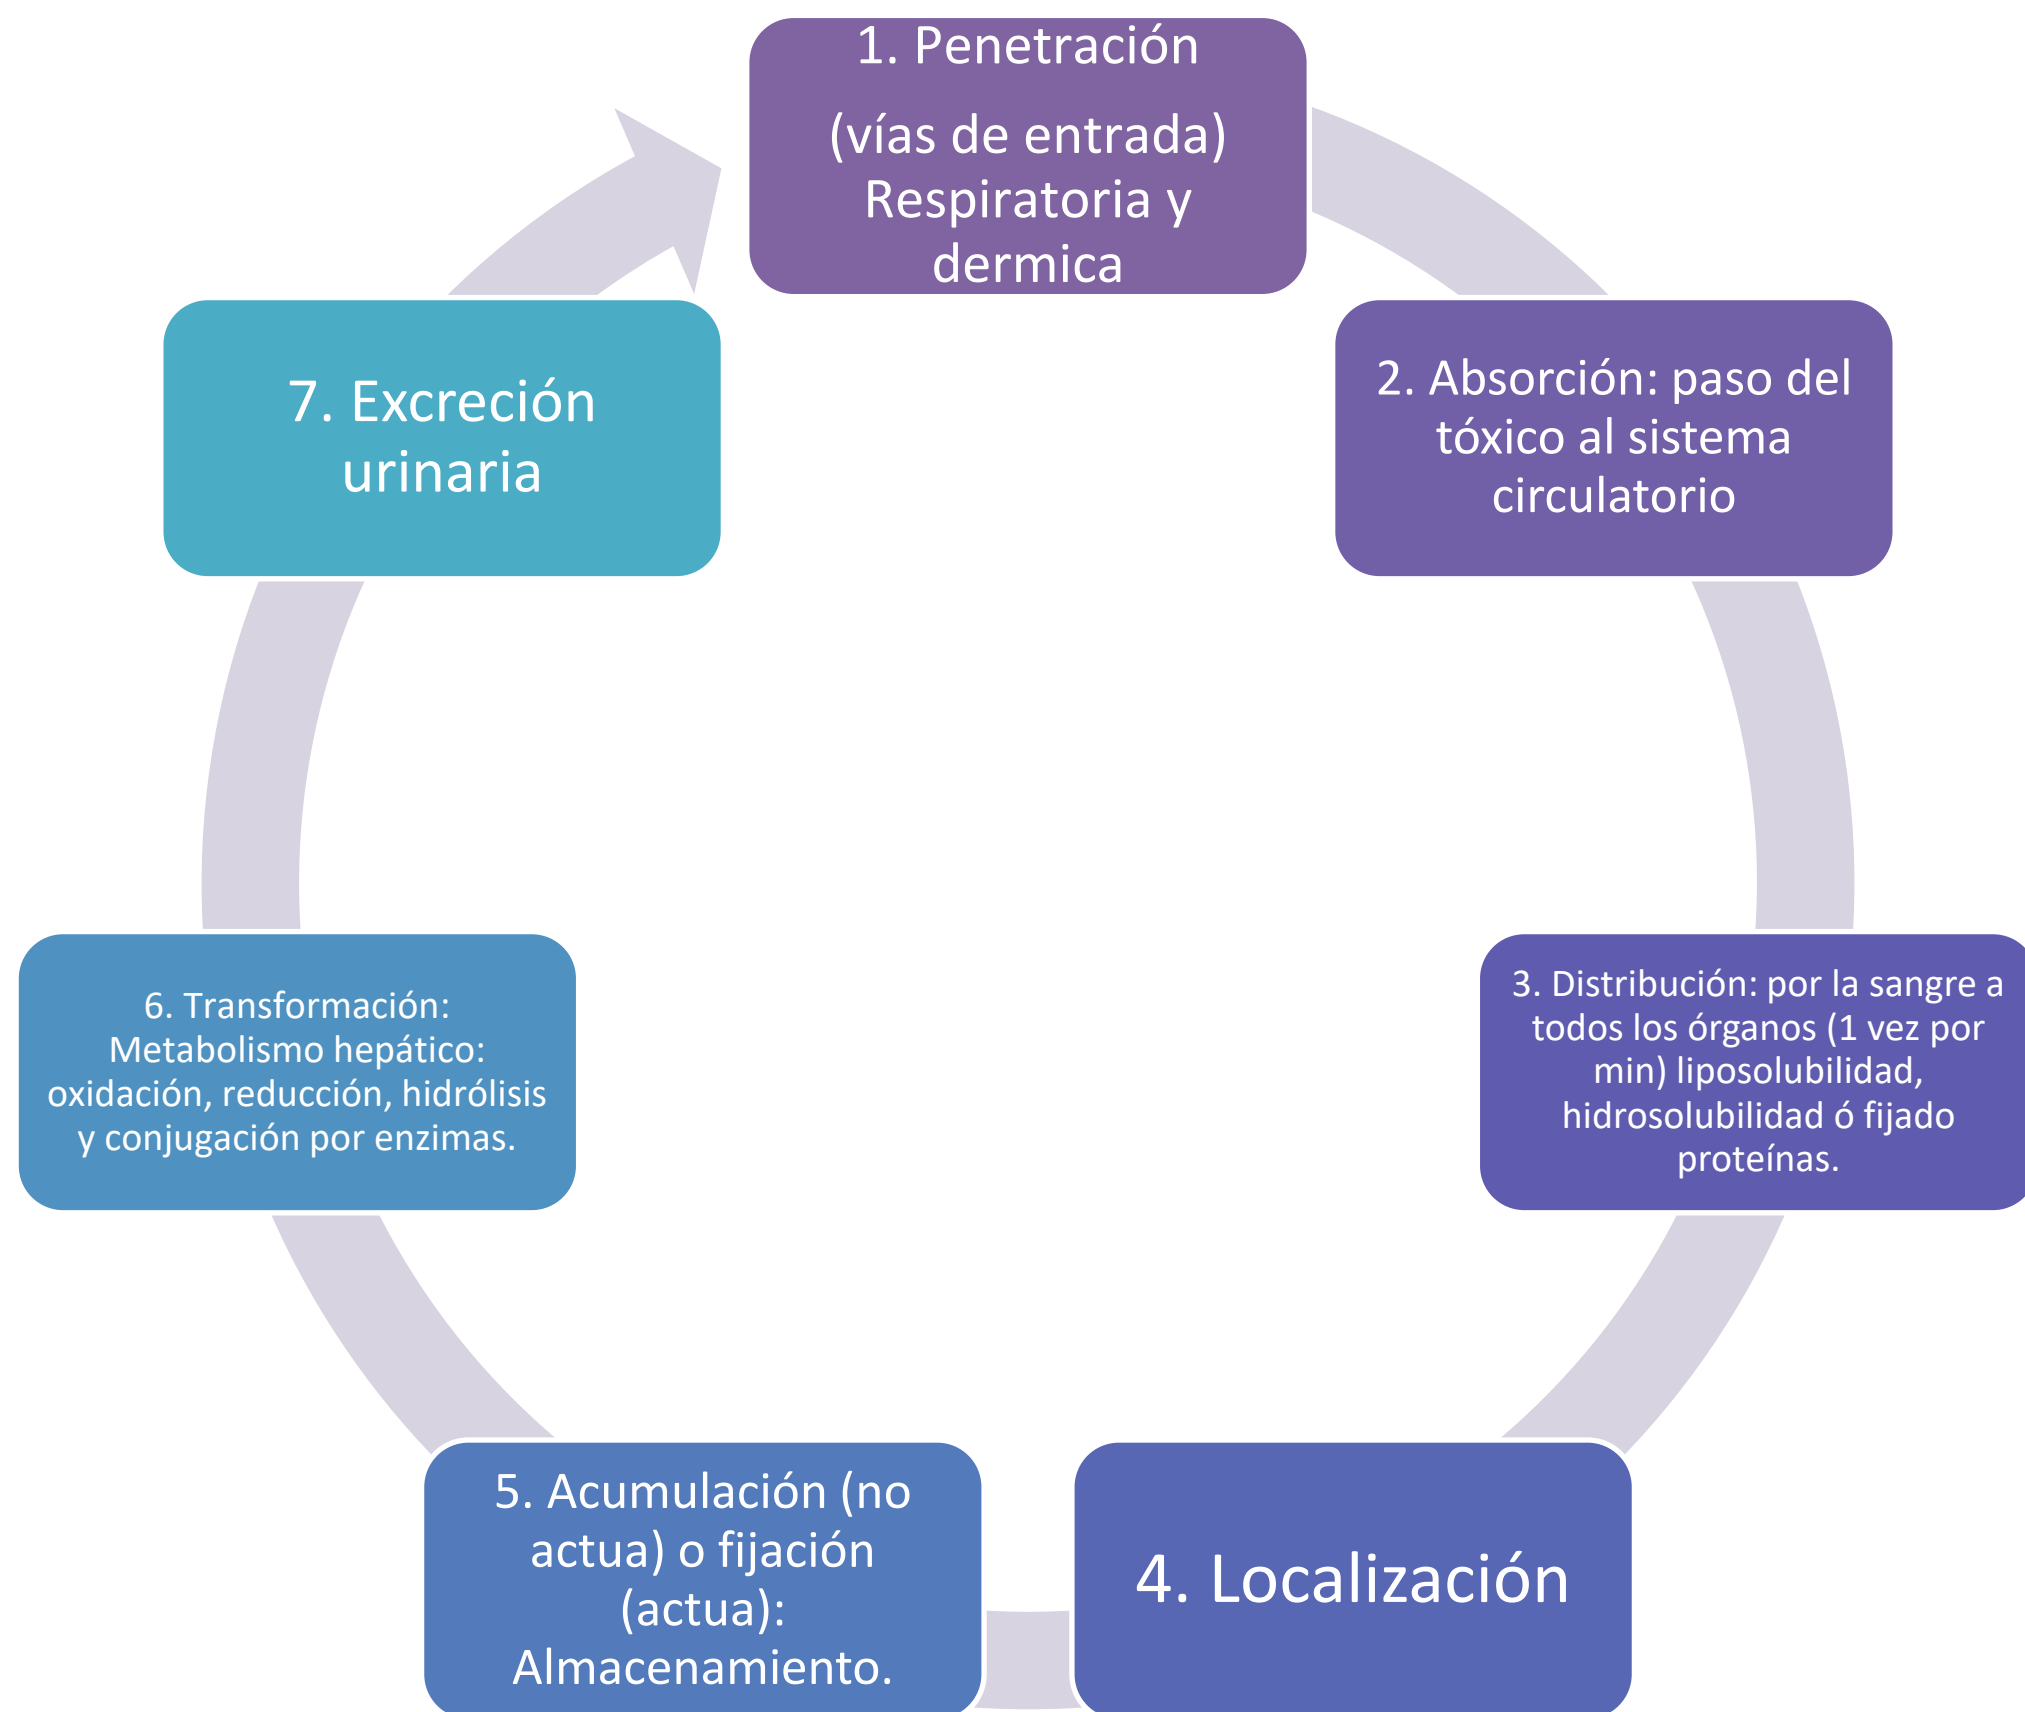 1. Penetración
(vías de entrada)
Respiratoria y
dermica
2. Absorción: paso del
tóxico al sistema
circulatorio
3. Distribución: por la sangre a
todos los órganos (1 vez por
min) liposolubilidad,
hidrosolubilidad ó fijado
proteínas.
4. Localización
5. Acumulación (no
actua) o fijación
(actua):
Almacenamiento.
6. Transformación:
Metabolismo hepático:
oxidación, reducción, hidrólisis
y conjugación por enzimas.
7. Excreción
urinaria